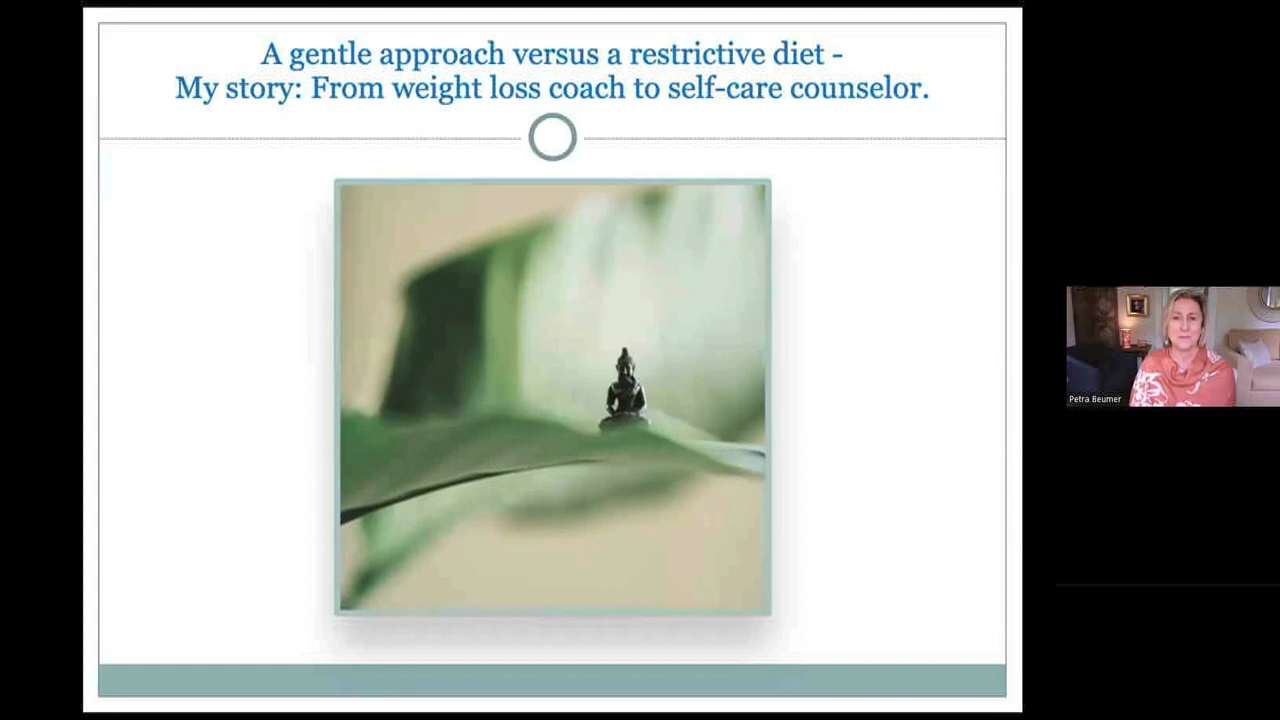 A gentle approach versus a restrictive diet -
My story: From weight loss coach to self-care counselor.
Petra Beumer